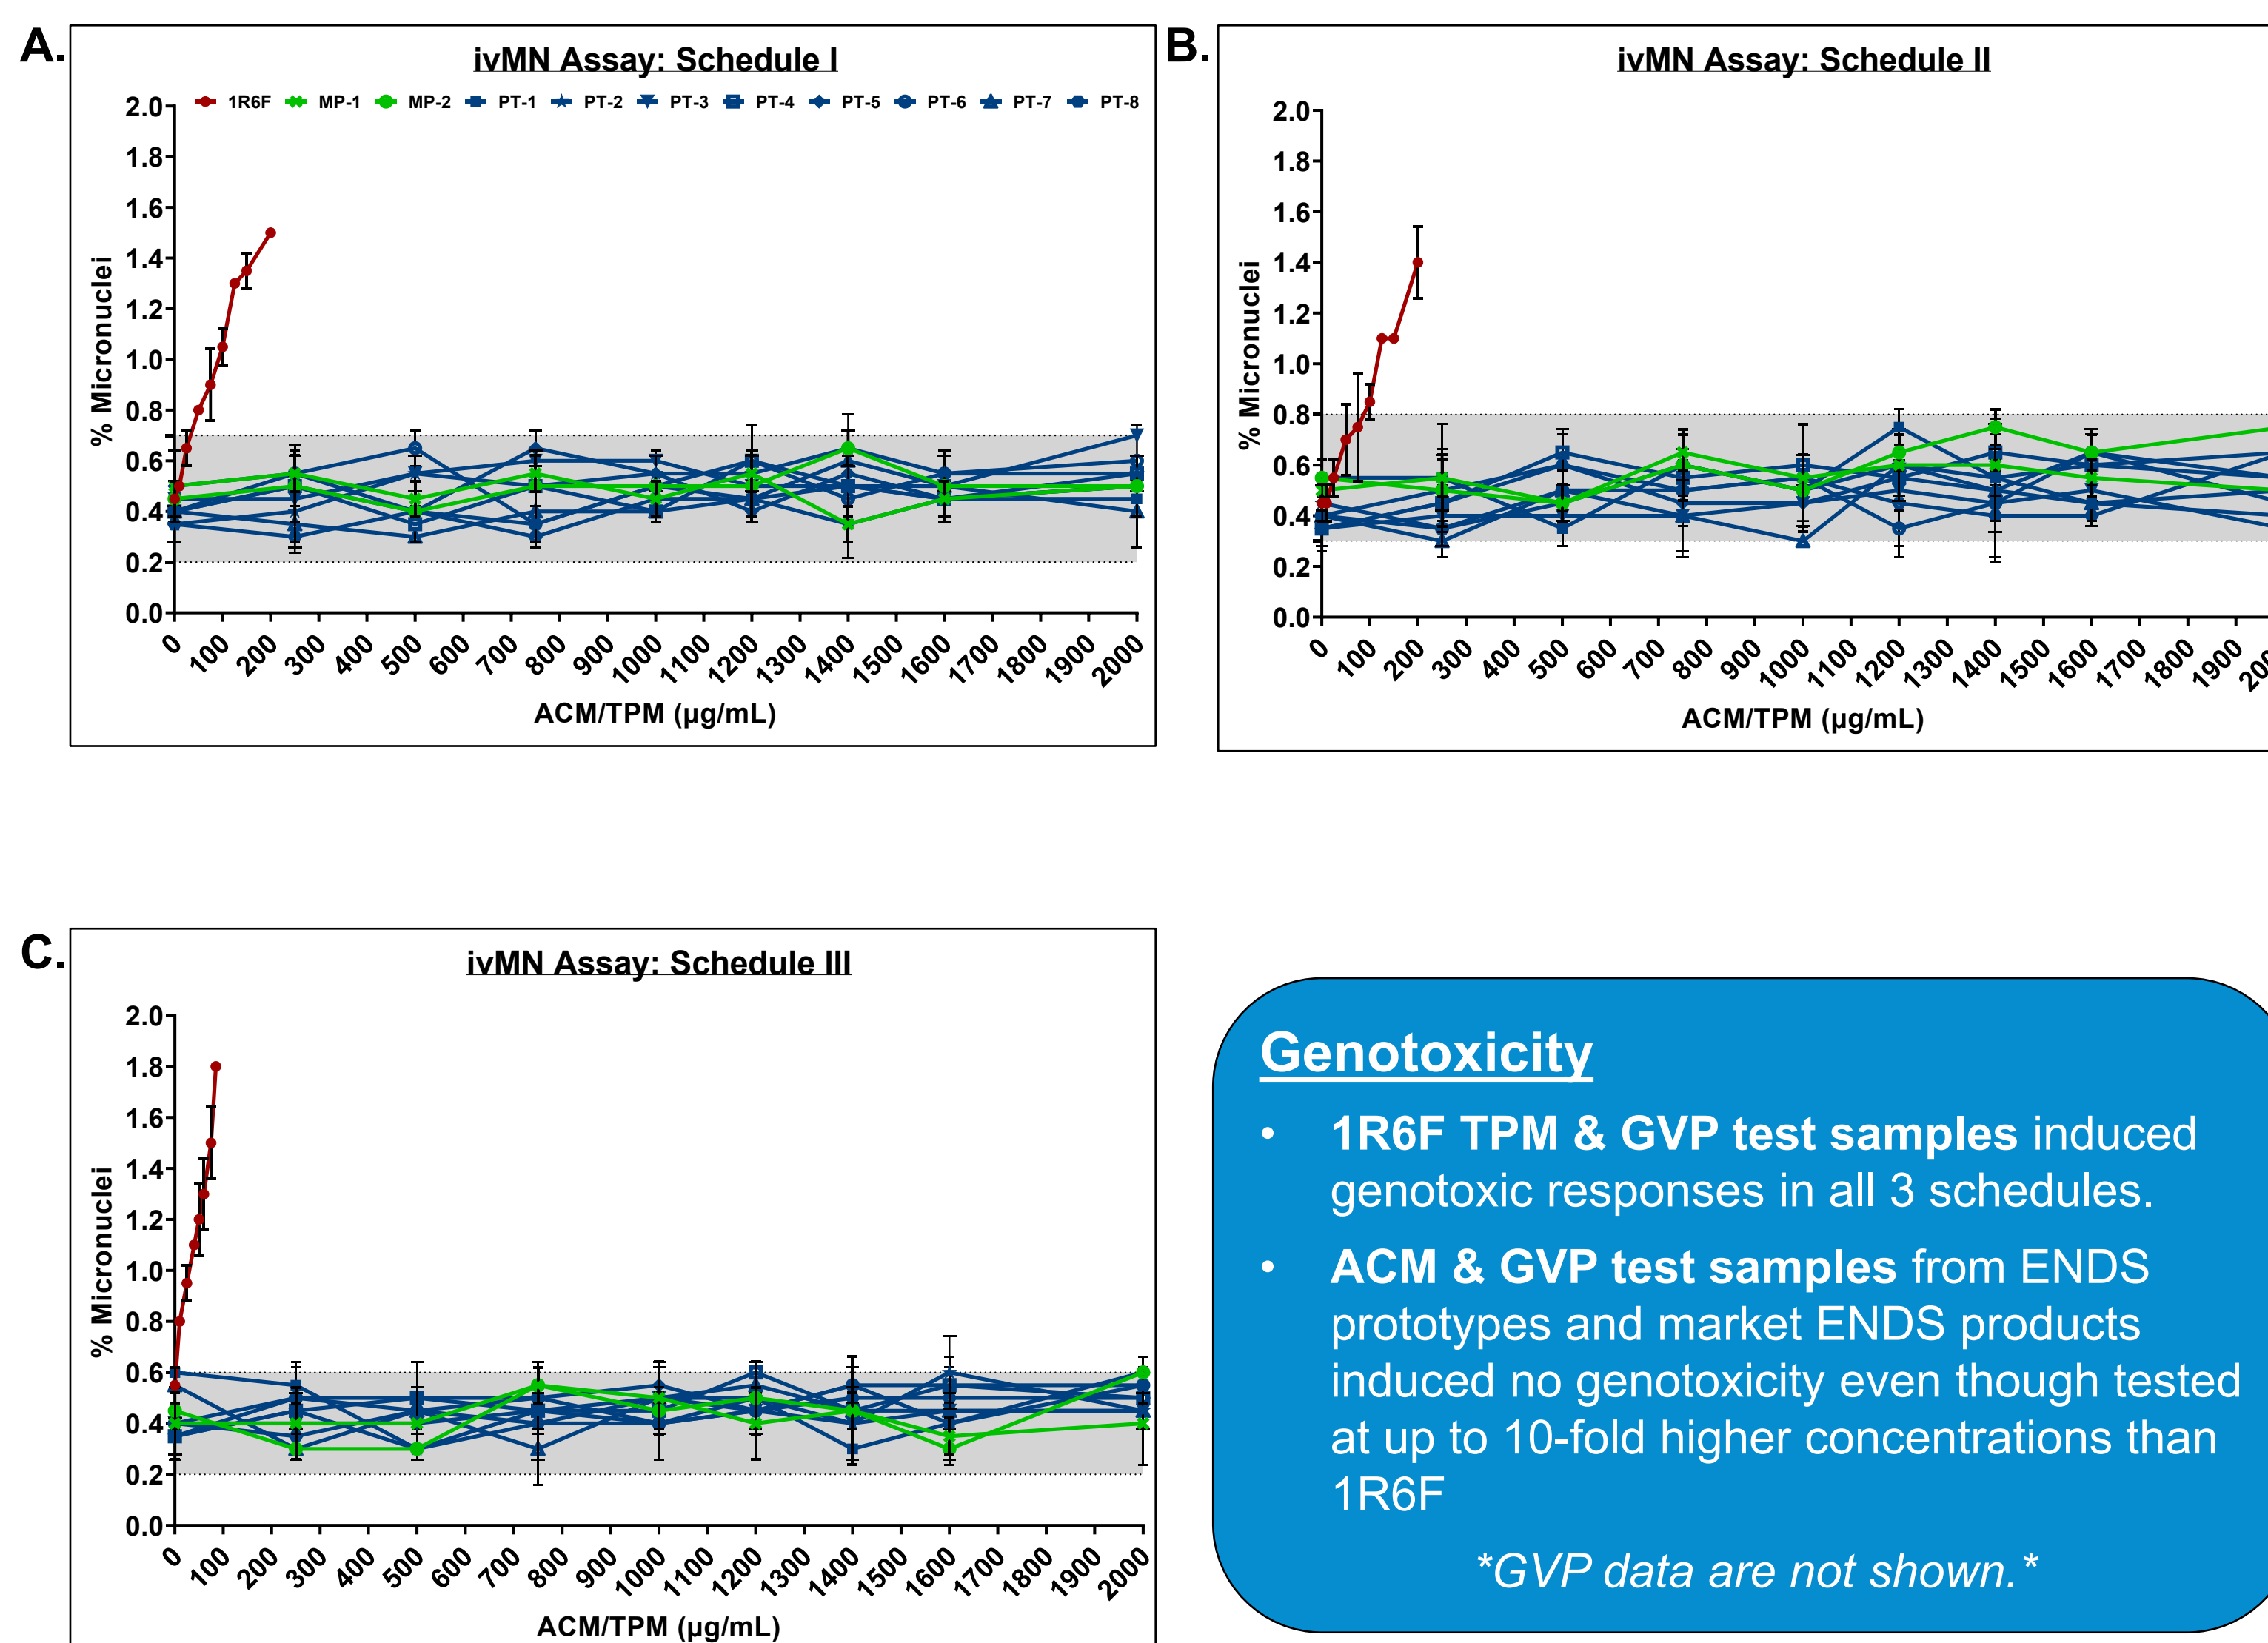 A.
ivMN Assay: Schedule I
1R6F MP-1 MP-2 PT-1 PT-2 PT-3 PT-4 PT-5 PT-6 PT-7 PT-8
2.0
1.8
1.6
1.4
1.2
1.0
0.8
0.6
0.4
0.2
0.0
% Micronuclei
0 100 200 300 400 500 600 700 800 900 1000 1100 1200 1300 1400 1500 1600 1700 1800 1900 2000
ACM/TPM (µg/mL)
B.
ivMN Assay: Schedule II
2.0
1.8
1.6
1.4
1.2
1.0
0.8
0.6
0.4
0.2
0.0
% Micronuclei
0 100 200 300 400 500 600 700 800 900 1000 1100 1200 1300 1400 1500 1600 1700 1800 1900
ACM/TPM (µg/mL)
C.
ivMN Assay: Schedule III
2.0
1.8
1.6
1.4
1.2
1.0
0.8
0.6
0.4
0.2
0.0
% Micronuclei
0 100 200 300 400 500 600 700 800 900 1000 1100 1200 1300 1400 1500 1600 1700 1800 1900 2000
ACM/TPM (µg/mL)
Genotoxicity
• 1R6F TPM & GVP test samples induced
genotoxic responses in all 3 schedules.
• ACM & GVP test samples from ENDS
prototypes and market ENDS products
induced no genotoxicity even though tested
at up to 10-fold higher concentrations than
1R6F
*GVP data are not shown.*